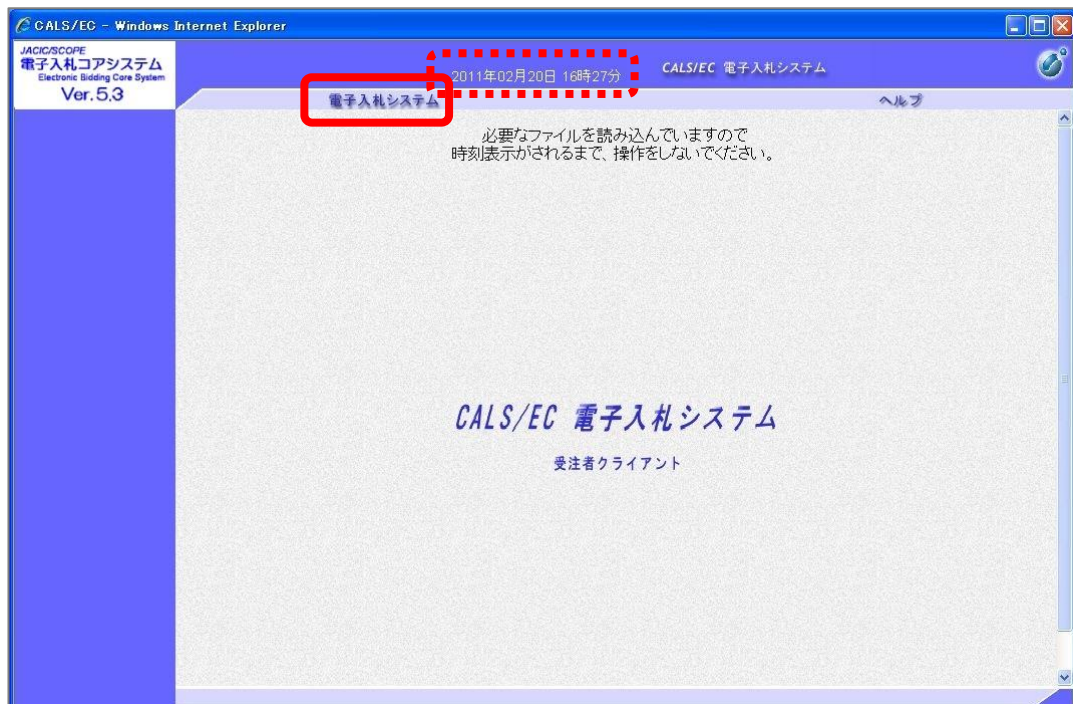 CALS/EC - Windows Internet Explorer
JACIC/SCOPE
電子入札コアシステム
Electronic Bidding Core System
Ver.5.3
2011年02月20日 16時27分
CALS/EC 電子入札システム
電子入札システム
ヘルプ
必要なファイルを読み込んでいますので
時刻表示がされるまで、操作をしないでください。
CALS/EC 電子入札システム
受注者クライアント